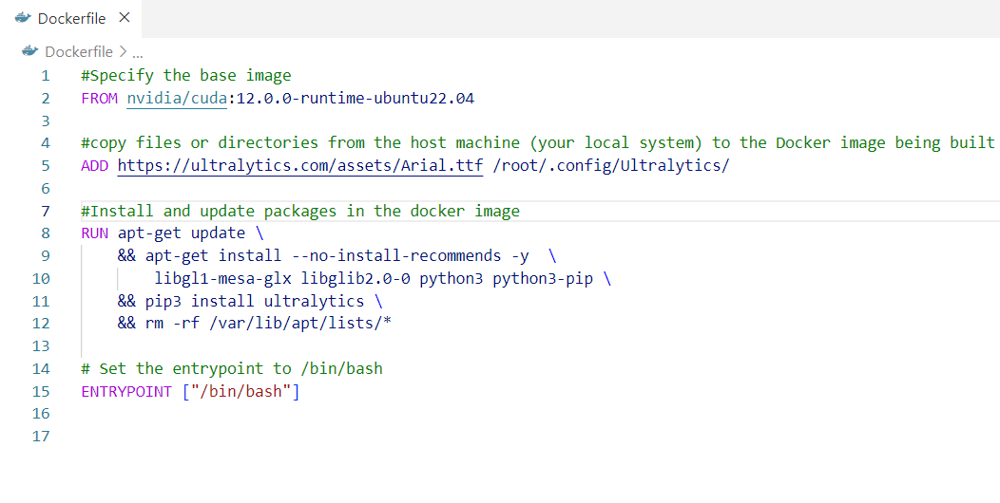 Dockerfile ×
Dockerfile > ...
1 #Specify the base image
2 FROM nvidia/cuda:12.0.0-runtime-ubuntu22.04
3
4 #copy files or directories from the host machine (your local system) to the Docker image being built
5 ADD https://ultralytics.com/assets/Arial.ttf /root/.config/Ultralytics/
6
7 #Install and update packages in the docker image
8 RUN apt-get update \
9 && apt-get install --no-install-recommends -y  \
10 libgl1-mesa-glx libglib2.0-0 python3 python3-pip \
11 && pip3 install ultralytics \
12 && rm -rf /var/lib/apt/lists/*
13
14 # Set the entrypoint to /bin/bash
15 ENTRYPOINT ["/bin/bash"]
16
17